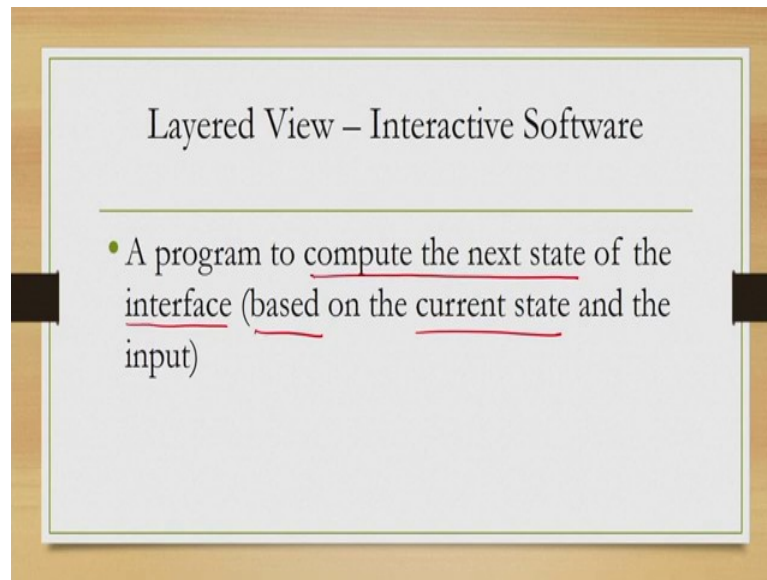 Layered View – Interactive Software
• A program to compute the next state of the
interface (based on the current state and the
input)